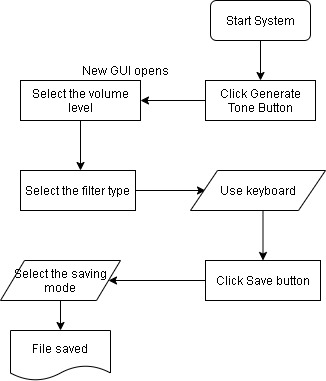 Start System
New GUI opens
Click Generate
Tone Button
Select the volume
level
Select the filter type
Use keyboard
Click Save button
Select the saving
mode
File saved